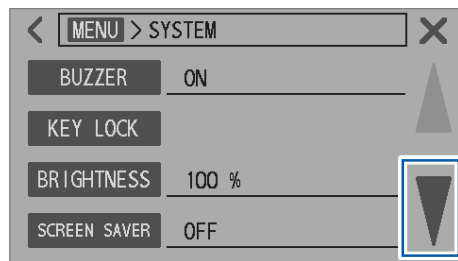 MENU > SYSTEM
BUZZER ON
KEY LOCK
BRIGHTNESS 100 %
SCREEN SAVER OFF